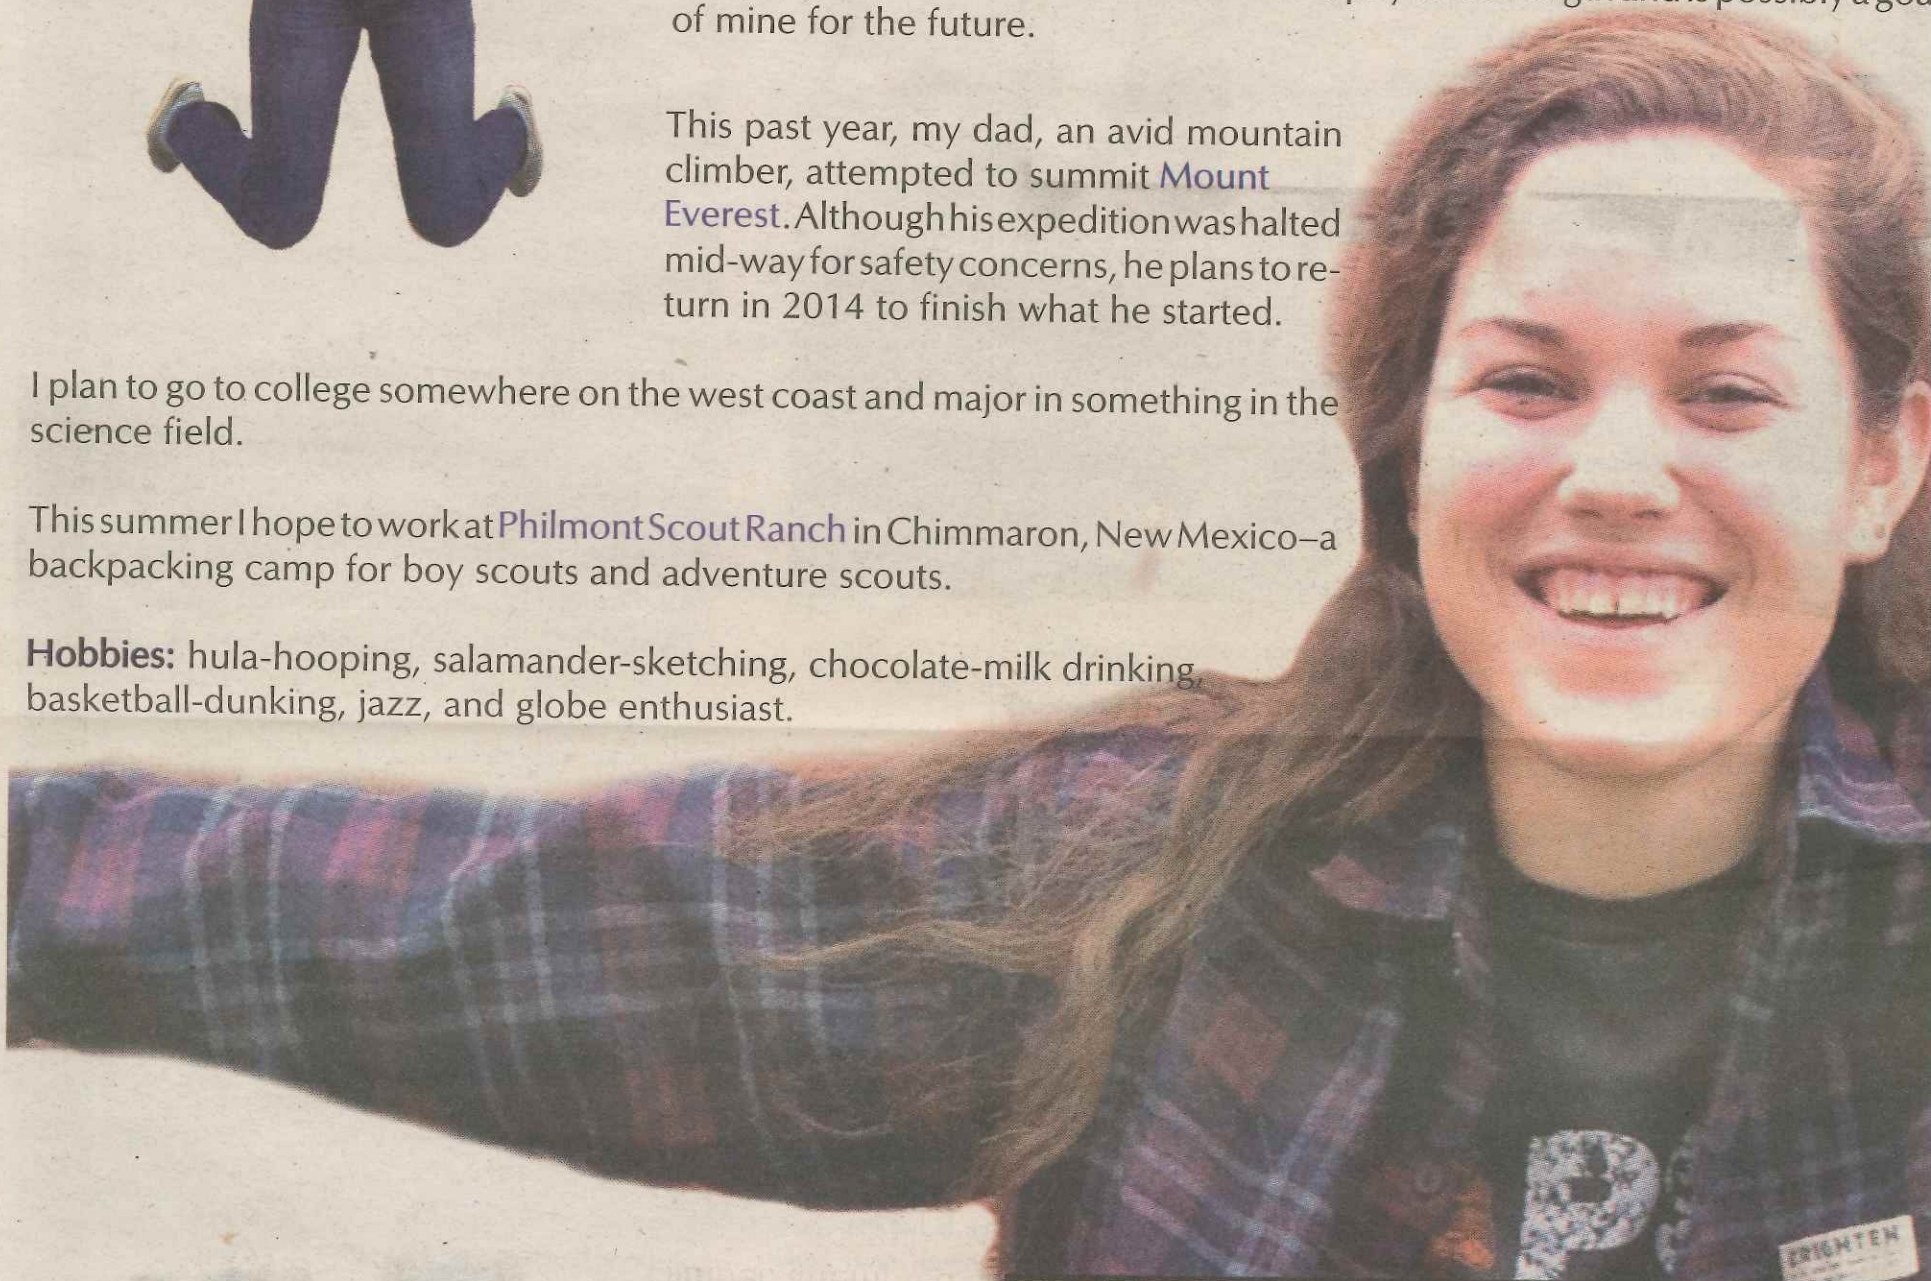 of mine for the future.
This past year, my dad, an avid mountain
climber, attempted to summit Mount
Everest. Although his expedition was halted
mid-way for safety concerns, he plans to re-
turn in 2014 to finish what he started.
I plan to go to college somewhere on the west coast and major in something in the
science field.
This summer I hope to work at Philmont Scout Ranch in Chimmaron, New Mexico–a
backpacking camp for boy scouts and adventure scouts.
Hobbies: hula-hooping, salamander-sketching, chocolate-milk drinking,
basketball-dunking, jazz, and globe enthusiast.
P
BRIGHTEN